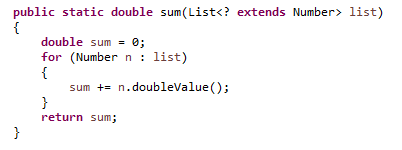 public static double sum(List<? extends Number> list)
{
    double sum = 0;
    for (Number n : list)
    {
        sum += n.doubleValue();
    }
    return sum;
}